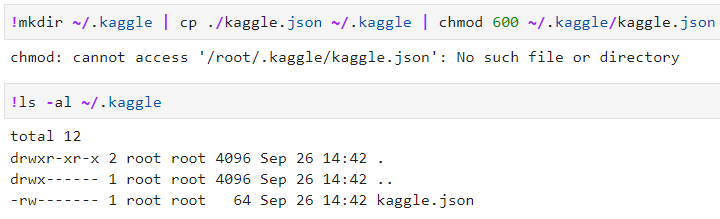 !mkdir ~/.kaggle | cp ./kaggle.json ~/.kaggle | chmod 600 ~/.kaggle/kaggle.json
chmod: cannot access '/root/.kaggle/kaggle.json': No such file or directory
!ls -al ~/.kaggle
total 12
drwxr-xr-x 2 root root 4096 Sep 26 14:42 .
drwx------ 1 root root 4096 Sep 26 14:42 ..
-rw------- 1 root root   64 Sep 26 14:42 kaggle.json